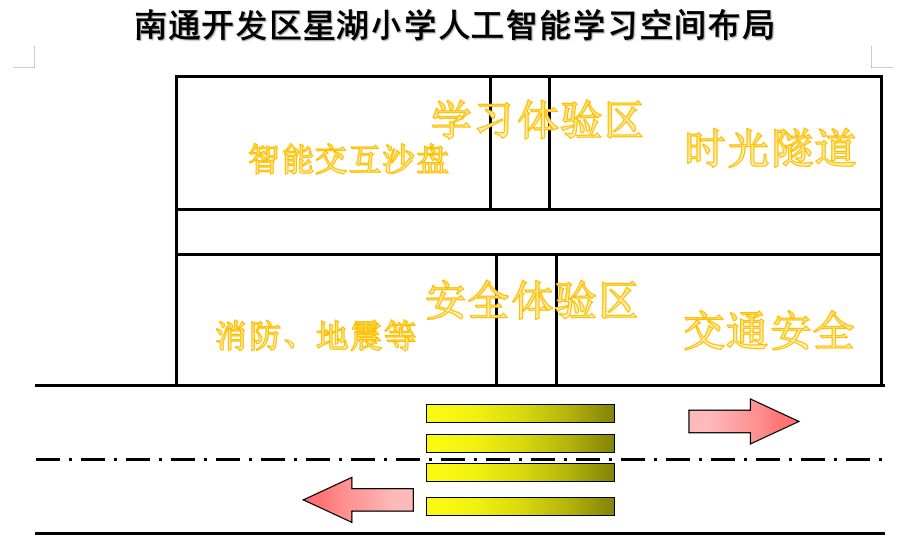 南通开发区星湖小学人工智能学习空间布局
学习体验区
智能交互沙盘
时光隧道
安全体验区
消防、地震等
交通安全